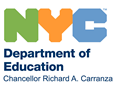 NYC
Department of
Education
Chancellor Richard A. Carranza